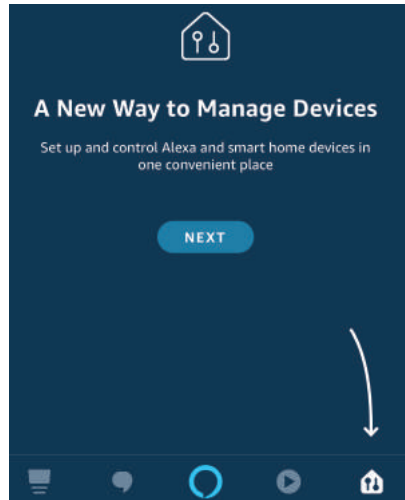 A New Way to Manage Devices
Set up and control Alexa and smart home devices in
one convenient place
NEXT